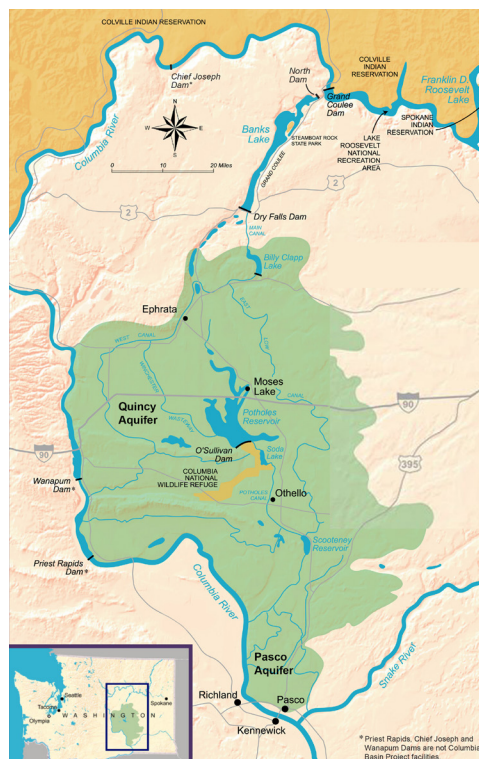 COLVILLE INDIAN RESERVATION
Chief Joseph
Dam*
Columbia River
N
W
E
S
0
10
20 Miles
North
Dam
COLVILLE
INDIAN
RESERVATION
Franklin D.
Roosevelt
Lake
Grand
Coulee
Dam
SPOKANE
INDIAN
RESERVATION
LAKE
ROOSEVELT
NATIONAL
RECREATION
AREA
Banks
Lake
STEAMBOAT ROCK
STATE PARK
GRAND COULEE
2
2
Dry Falls Dam
MAIN
CANAL
Billy Clapp
Lake
Ephrata
WEST CANAL
EAST
LOW
CANAL
WINCHESTER
WASTEWAY
Moses
Lake
Quincy
Aquifer
Potholes
Reservoir
90
90
395
O'Sullivan
Dam
Soda
Lake
COLUMBIA
NATIONAL
WILDLIFE REFUGE
Wanapum
Dam*
Othello
POTHOLES
CANAL
Scooteney
Reservoir
Priest Rapids
Dam*
Columbia River
Snake River
Pasco
Aquifer
Richland
Pasco
Kennewick
Seattle
Tacoma
Olympia
Spokane
WASHINGTON
* Priest Rapids, Chief Joseph and
Wanapum Dams are not Columbia
Basin Project facilities.